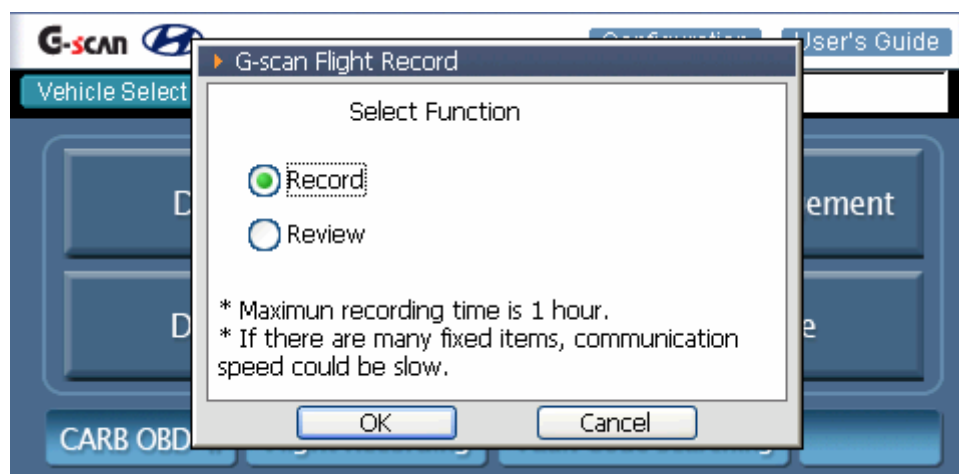 G-scan
User's Guide
G-scan Flight Record
Vehicle Select
Select Function
Record
Review
ement
* Maximun recording time is 1 hour.
* If there are many fixed items, communication
speed could be slow.
D
D
e
OK
Cancel
CARB OBD